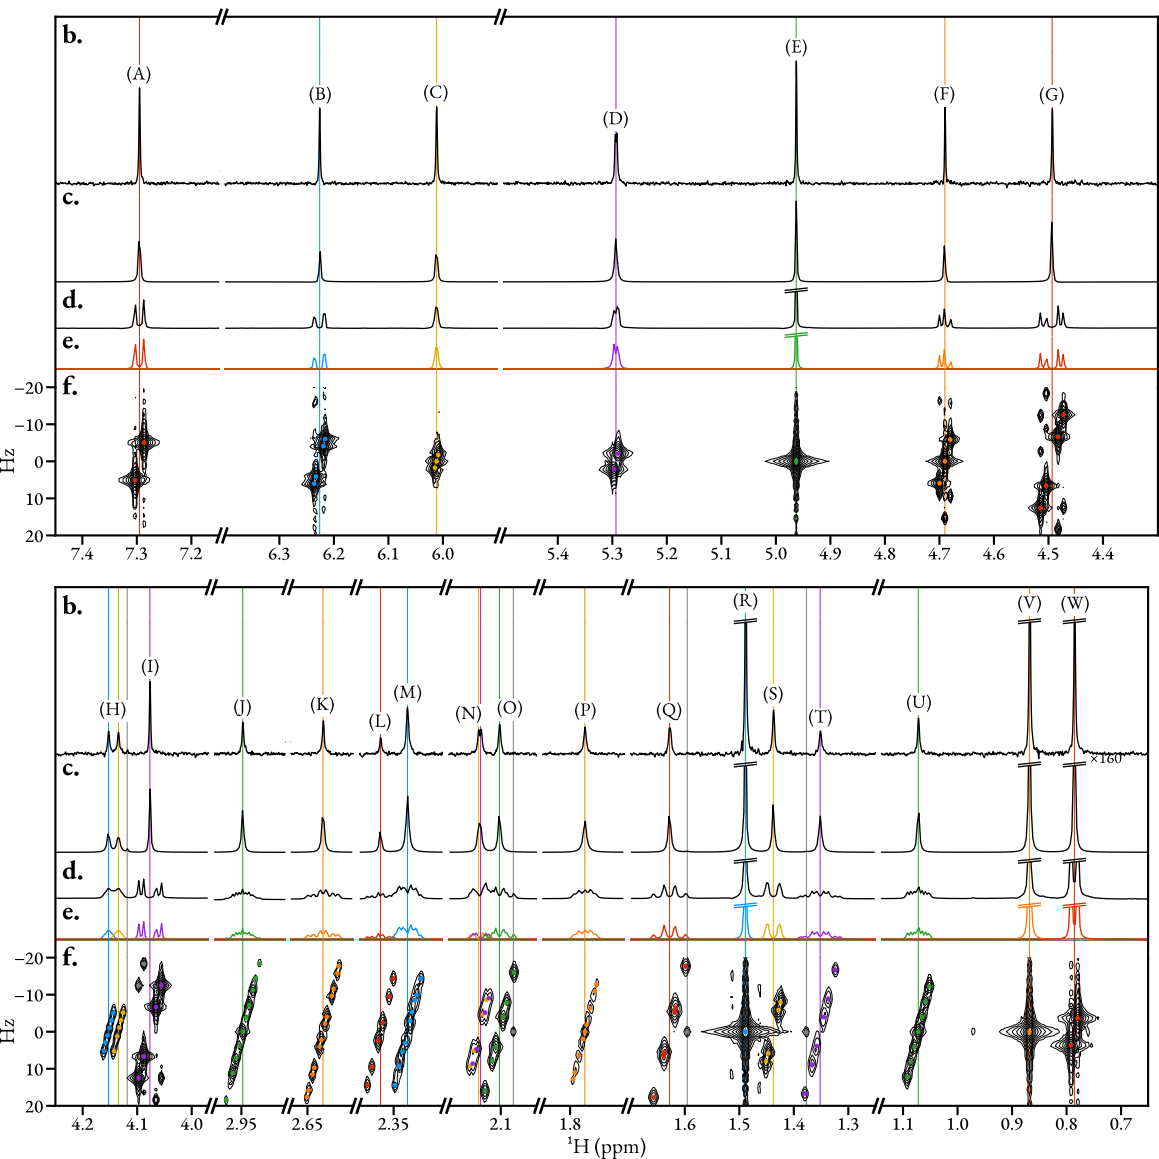 b.
(A) (B) (C) (D) (E) (F) (G)
c.
d.
e.
f.
−20
−10
0
10
20
Hz
7.4 7.3 7.2 6.3 6.2 6.1 6.0 5.4 5.3 5.2 5.1 5.0 4.9 4.8 4.7 4.6 4.5 4.4
b.
(H) (I) (J) (K) (L) (M) (N) (O) (P) (Q) (R) (S) (T) (U) (V) (W)
×160
c.
d.
e.
f.
−20
−10
0
10
20
Hz
4.2 4.1 4.0 2.95 2.65 2.35 2.1 1.8 1.6 1.5 1.4 1.3 1.1 1.0 0.9 0.8 0.7
¹H (ppm)